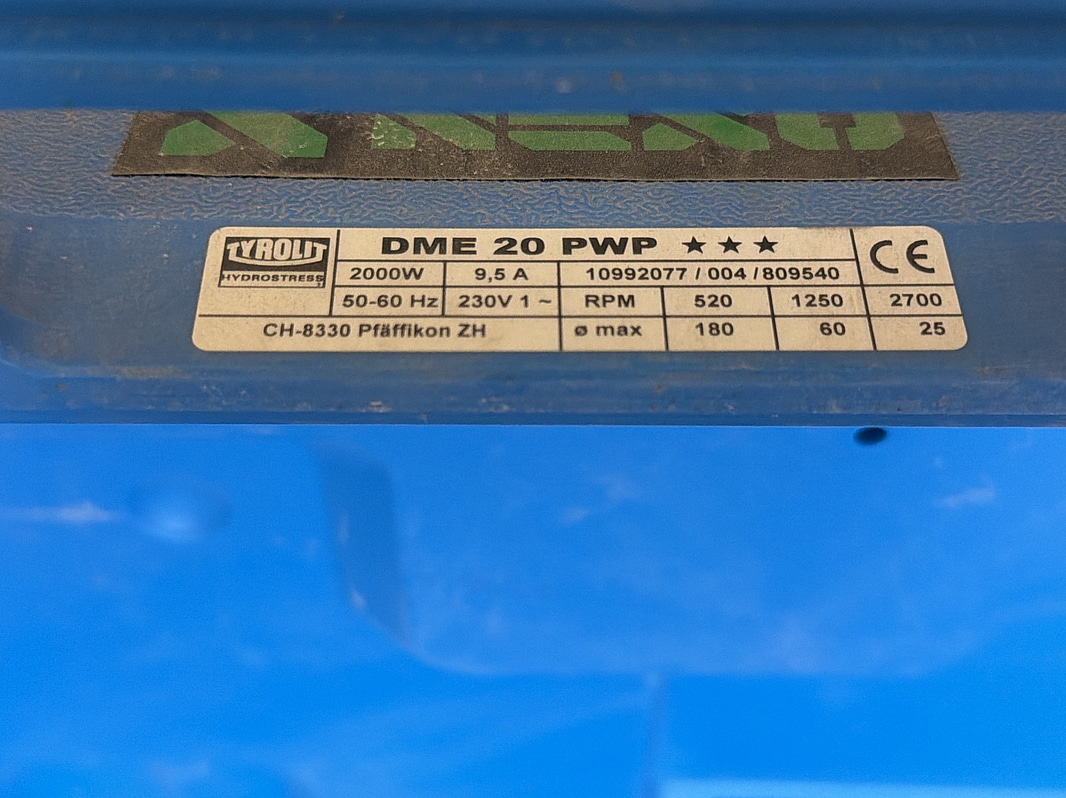 TYROLIT
HYDROSTRESS
DME 20 PWP ★★★
CE
2000W 9,5 A 10992077 / 004 / 809540
50-60 Hz 230V 1 ~ RPM 520 1250 2700
CH-8330 Pfäffikon ZH ø max 180 60 25